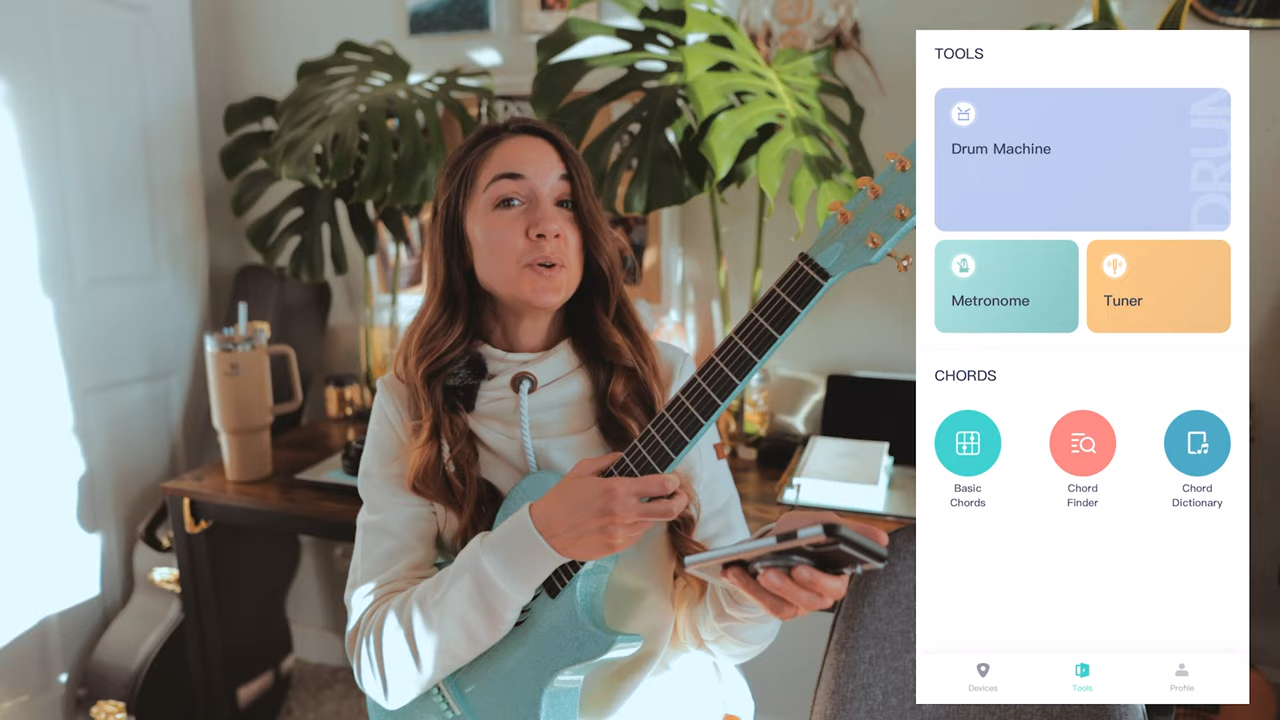 TOOLS
DRUM
Drum Machine
Metronome
Tuner
CHORDS
Basic
Chords
Chord
Finder
Chord
Dictionary
Devices
Tools
Profile